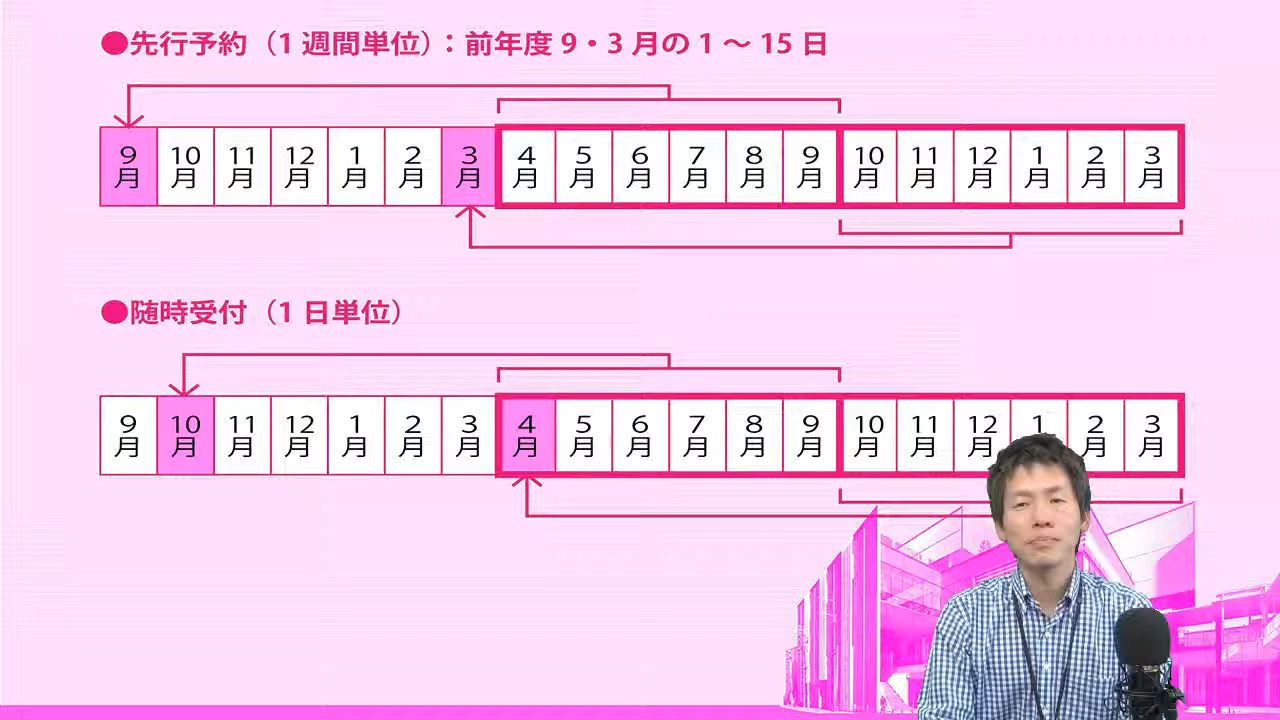 ●先行予約（1週間単位）：前年度9・3月の1～15日
9月 10月 11月 12月 1月 2月 3月 4月 5月 6月 7月 8月 9月 10月 11月 12月 1月 2月 3月
●随時受付（1日単位）
9月 10月 11月 12月 1月 2月 3月 4月 5月 6月 7月 8月 9月 10月 11月 12月 1月 2月 3月